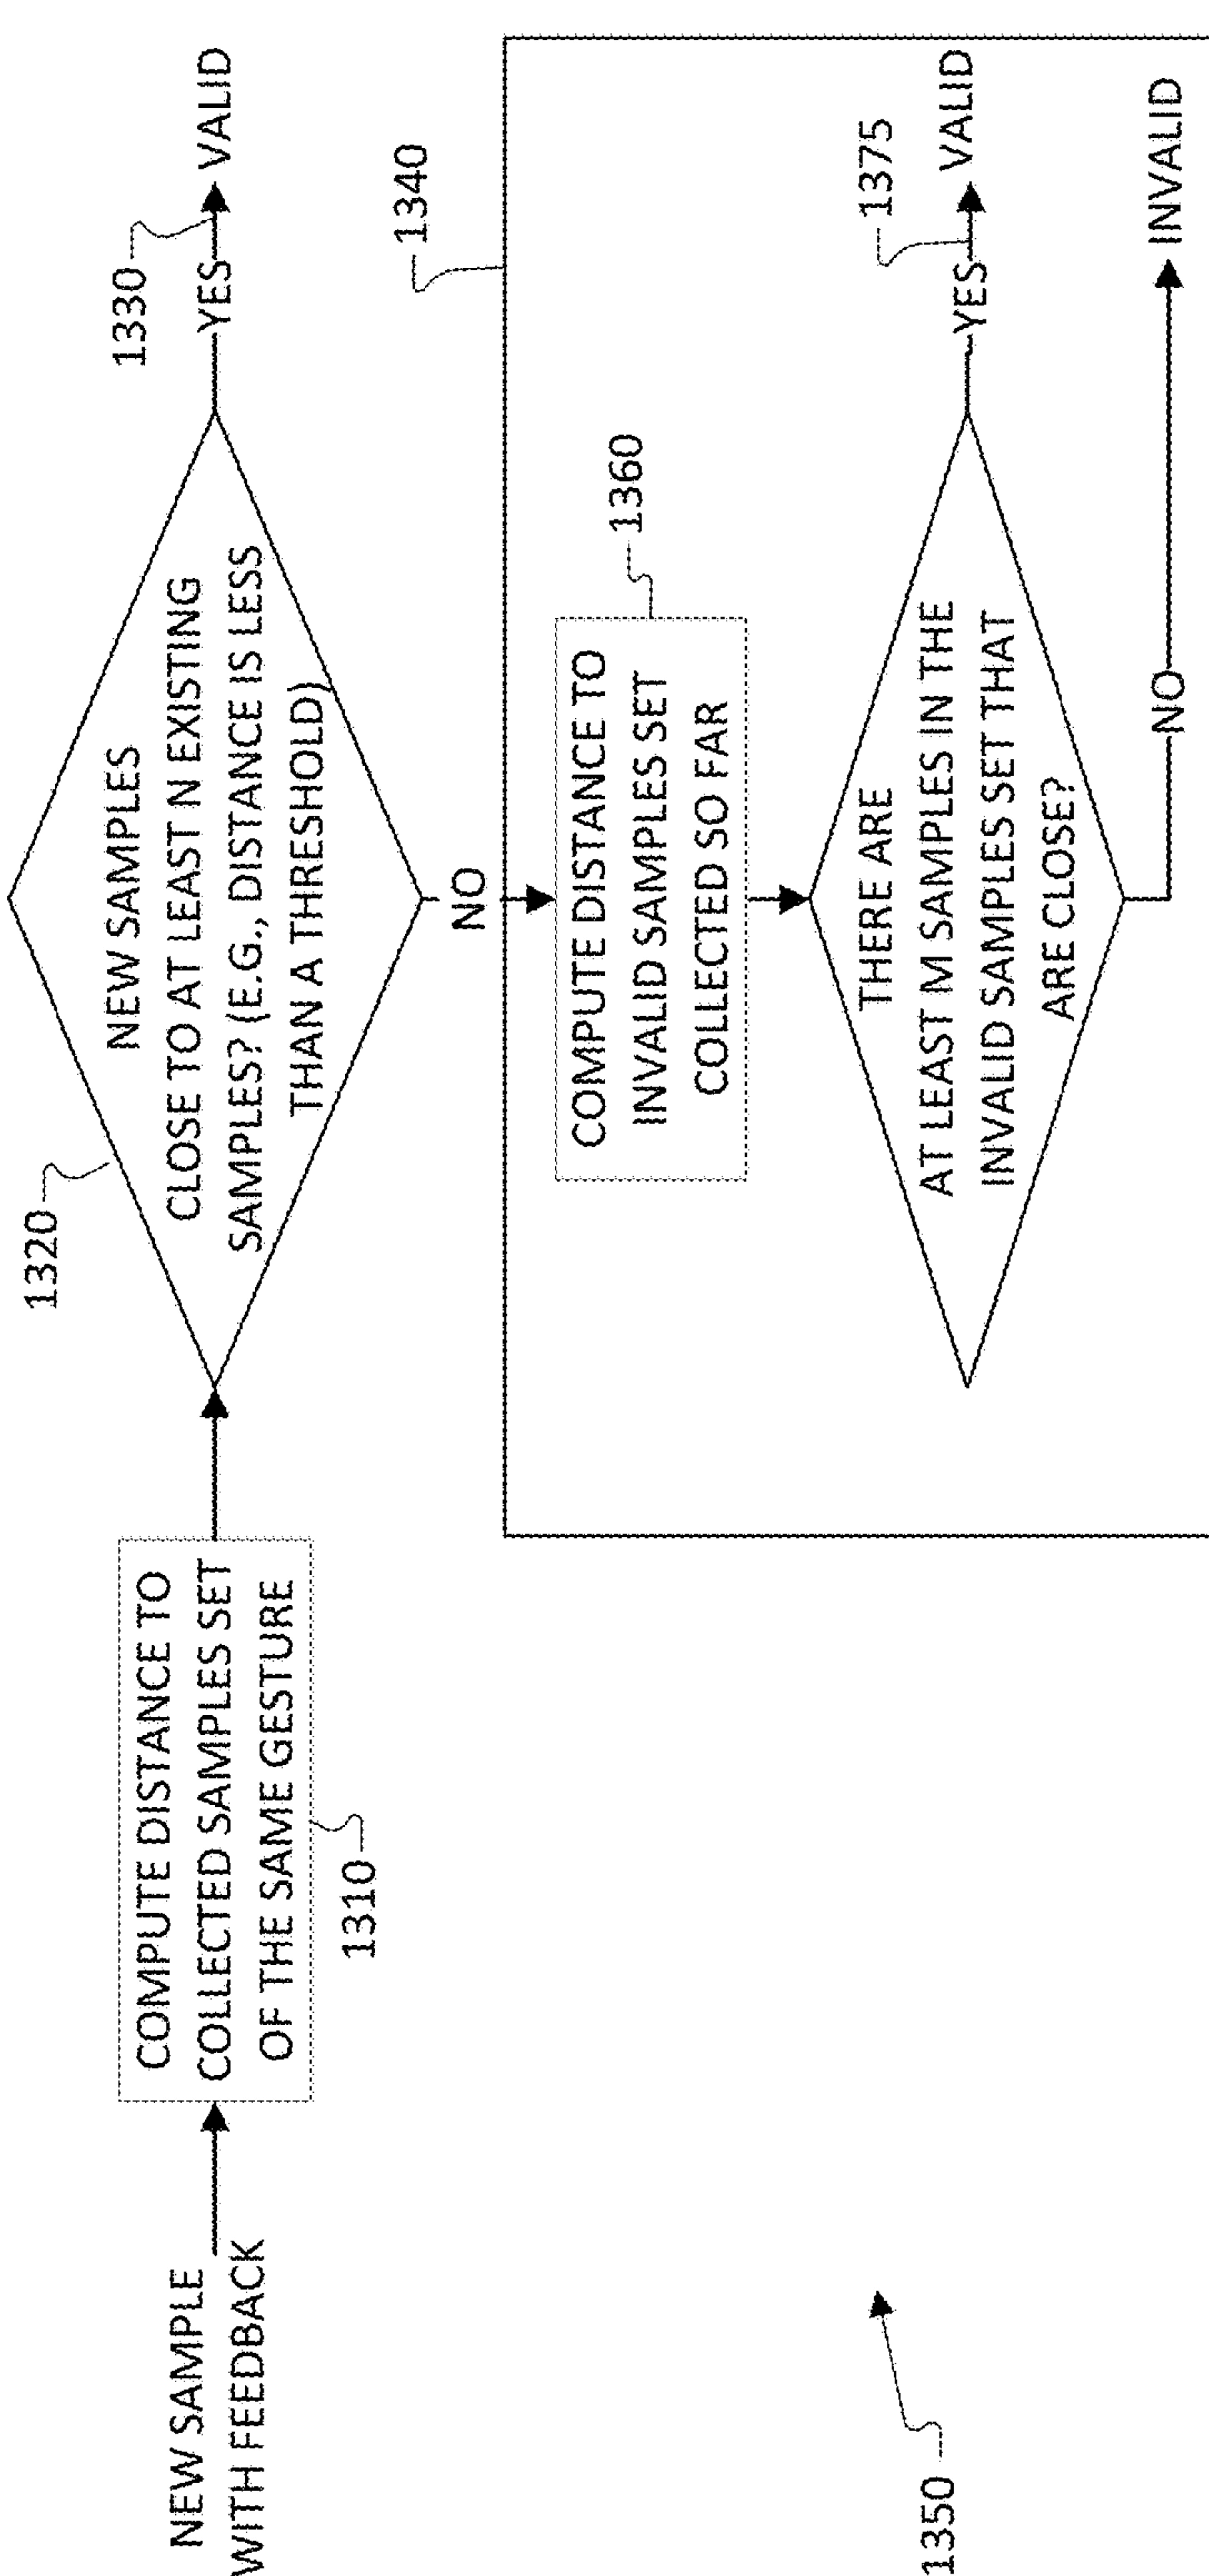 NEW SAMPLE
WITH FEEDBACK
COMPUTE DISTANCE TO
COLLECTED SAMPLES SET
OF THE SAME GESTURE
1310
1320
NEW SAMPLES
CLOSE TO AT LEAST N EXISTING
SAMPLES? (E.G., DISTANCE IS LESS
THAN A THRESHOLD)
YES
1330
VALID
NO
1340
COMPUTE DISTANCE TO
INVALID SAMPLES SET
COLLECTED SO FAR
1360
THERE ARE
AT LEAST M SAMPLES IN THE
INVALID SAMPLES SET THAT
ARE CLOSE?
YES
1375
VALID
NO
INVALID
1350